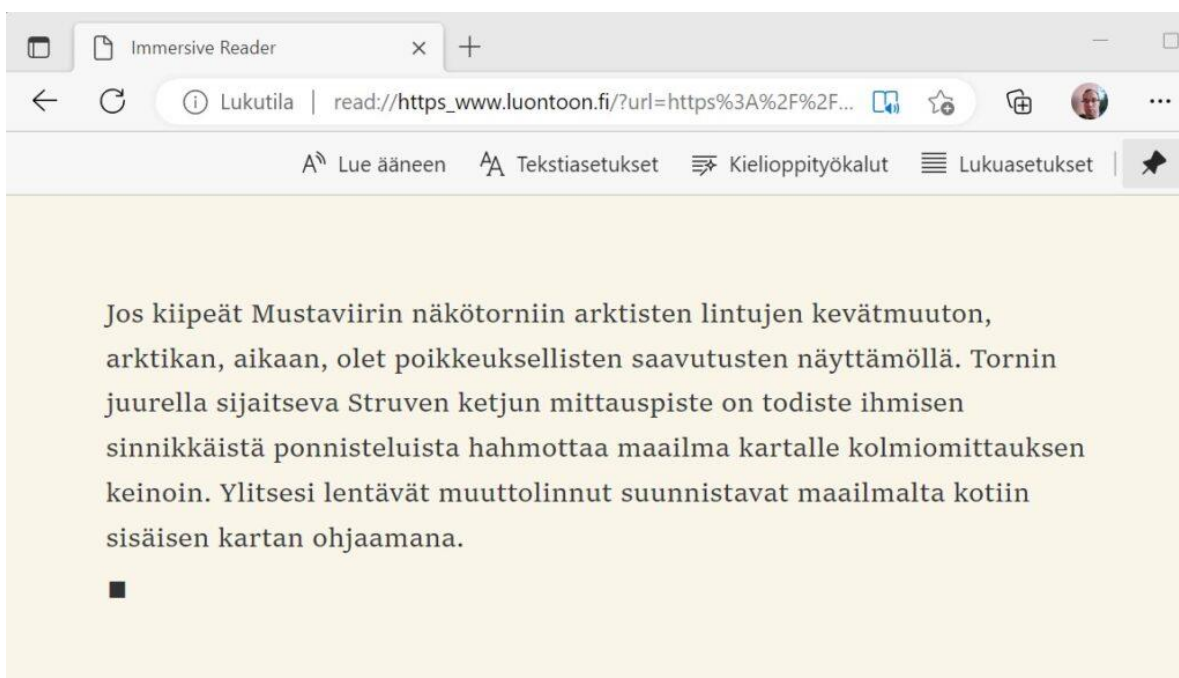 Immersive Reader
Lukutila | read://https_www.luontoon.fi/?url=https%3A%2F%2F...
Lue ääneen Tekstiasetukset Kielioppityökalut Lukuasetukset
Jos kiipeät Mustaviirin näkötorniin arktisten lintujen kevätmuuton,
arktikan, aikaan, olet poikkeuksellisten saavutusten näyttämöllä. Tornin
juurella sijaitseva Struven ketjun mittauspiste on todiste ihmisen
sinnikkäistä ponnisteluista hahmottaa maailma kartalle kolmiomittauksen
keinoin. Ylitsesi lentävät muuttolinnut suunnistavat maailmalta kotiin
sisäisen kartan ohjaamana.